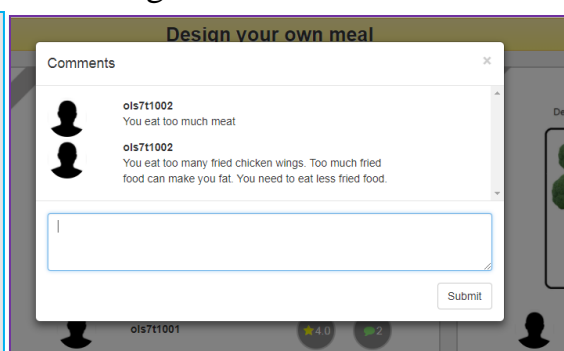 Design your own meal
Comments
×
ols7t1002
You eat too much meat
ols7t1002
You eat too many fried chicken wings. Too much fried
food can make you fat. You need to eat less fried food.
De
Submit
ols7t1001
4.0
2